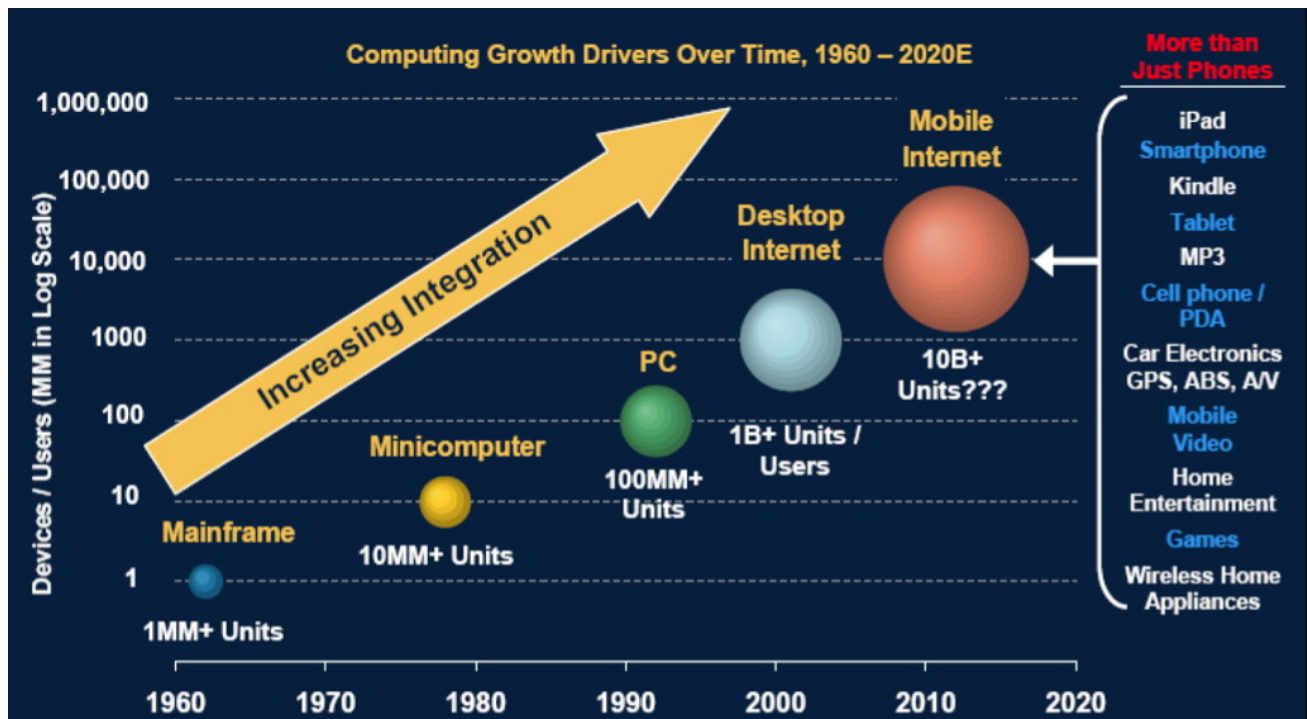 Computing Growth Drivers Over Time, 1960 – 2020E
More than
Just Phones
Devices / Users (MM in Log Scale)
1,000,000
100,000
10,000
1000
100
10
1
Increasing Integration
Mainframe
1MM+ Units
Minicomputer
10MM+ Units
PC
100MM+
Units
Desktop
Internet
1B+ Units /
Users
Mobile
Internet
10B+
Units???
iPad
Smartphone
Kindle
Tablet
MP3
Cell phone /
PDA
Car Electronics
GPS, ABS, A/V
Mobile
Video
Home
Entertainment
Games
Wireless Home
Appliances
1960
1970
1980
1990
2000
2010
2020